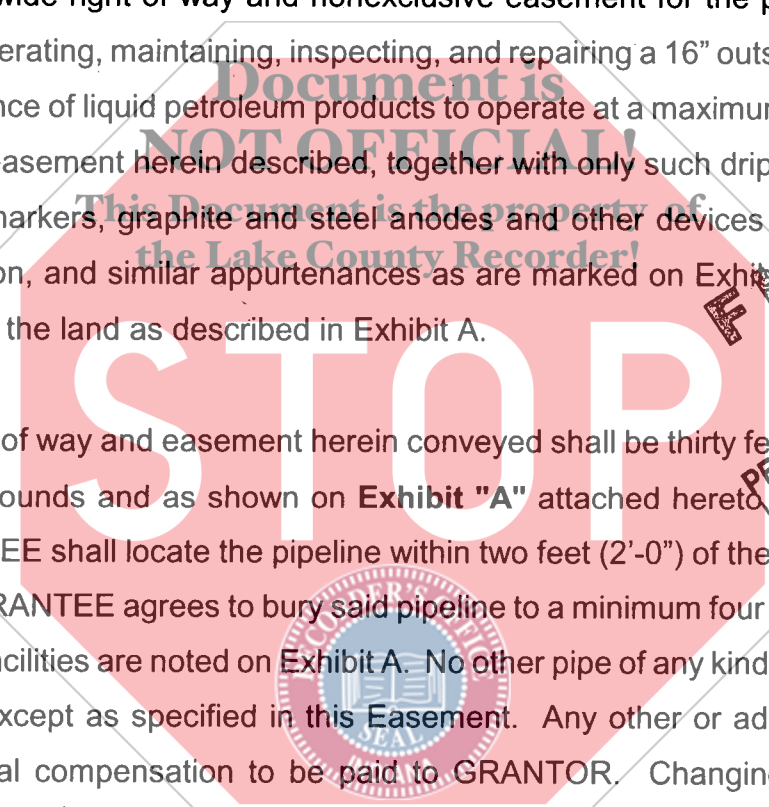 wide right of way and nonexclusive easement for the p
erating, maintaining, inspecting, and repairing a 16” outs
Document is
nce of liquid petroleum products to operate at a maximum
NOT OFFICIAL!
easement herein described, together with only such drip
This Document is the property of
markers, graphite and steel anodes and other devices
the Lake County Recorder!
on, and similar appurtenances as are marked on Exhib
the land as described in Exhibit A.
STOP
of way and easement herein conveyed shall be thirty fe
ounds and as shown on Exhibit "A" attached hereto
EE shall locate the pipeline within two feet (2’-0”) of the
RANTEE agrees to bury said pipeline to a minimum four
RECORDER'S OFFICE
acilities are noted on Exhibit A. No other pipe of any kind
xcept as specified in this Easement. Any other or ad
SEAL
al compensation to be paid to GRANTOR. Changing
INDIANA